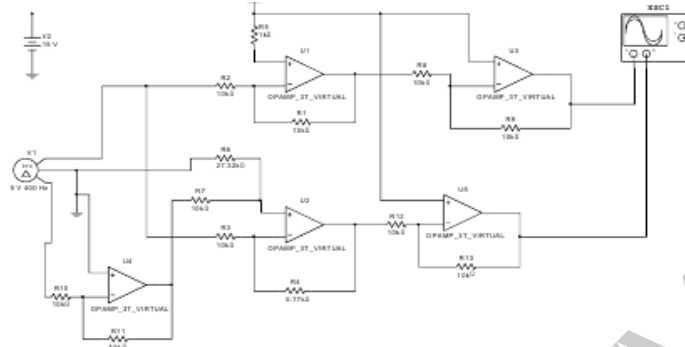 XSC1
V2
15 V
R5
1kΩ
U1
OPAMP_3T_VIRTUAL
R2
10kΩ
R1
10kΩ
R8
10kΩ
U3
OPAMP_3T_VIRTUAL
R9
10kΩ
V1
5 V 400 Hz
R6
27.32kΩ
R7
10kΩ
R3
10kΩ
U2
OPAMP_3T_VIRTUAL
R4
R12
10kΩ
U5
OPAMP_3T_VIRTUAL
R13
10kΩ
U4
OPAMP_3T_VIRTUAL
R10
10kΩ
R11